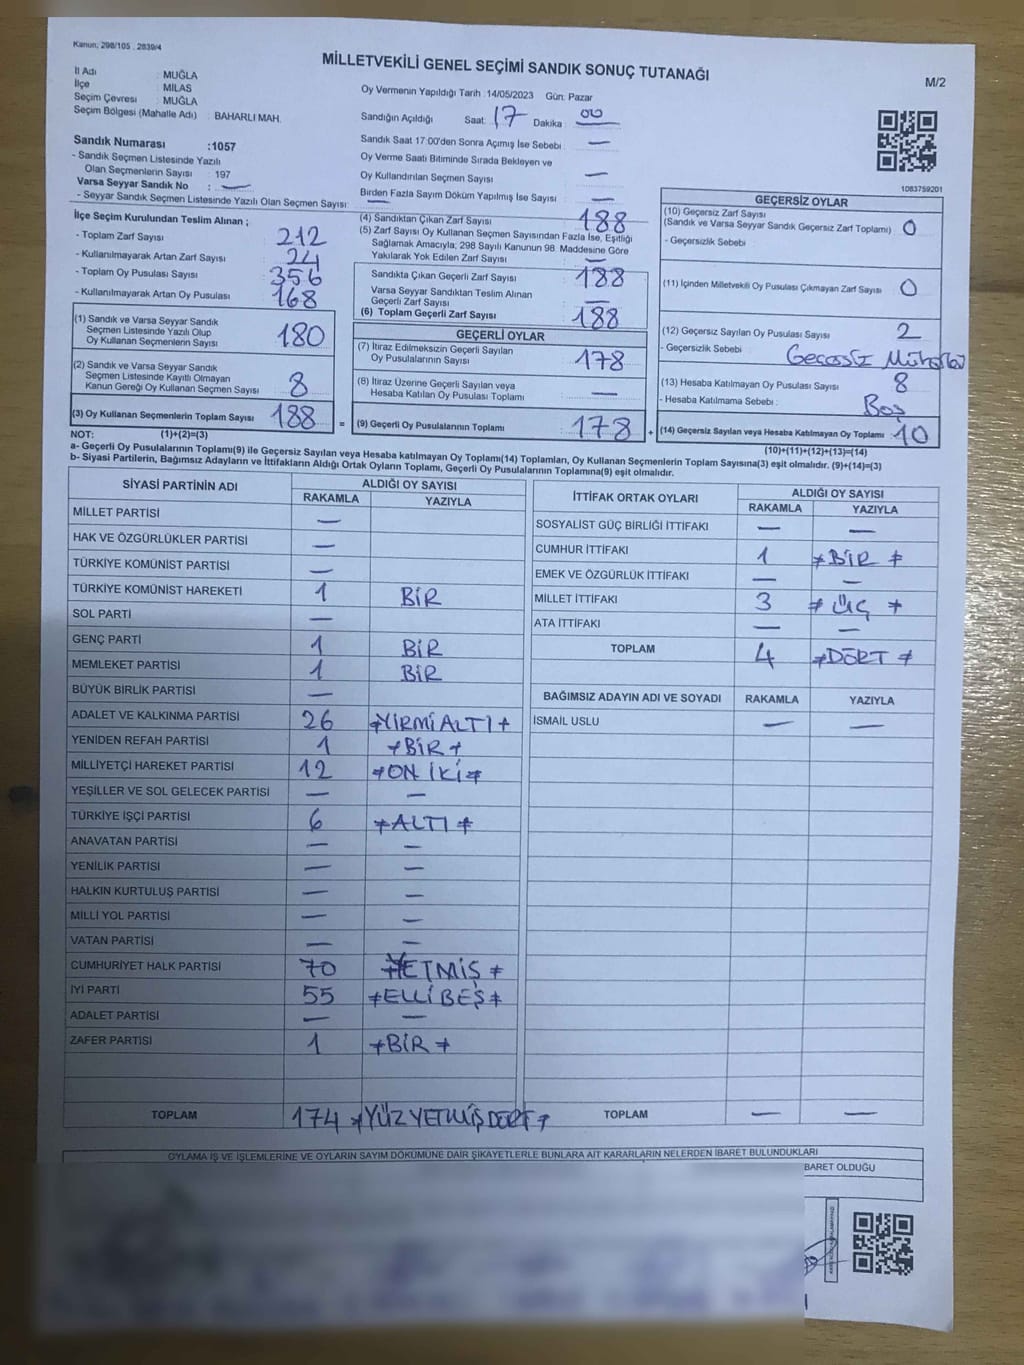 Kanun; 298/105 . 2839/4
MİLLETVEKİLİ GENEL SEÇİMİ SANDIK SONUÇ TUTANAĞI
M/2
İl Adı : MUĞLA
İlçe : MİLAS
Seçim Çevresi : MUĞLA
Seçim Bölgesi (Mahalle Adı) : BAHARLI MAH.
Oy Vermenin Yapıldığı Tarih :14/05/2023 Gün: Pazar
Sandığın Açıldığı Saat: 17 Dakika : 00
Sandık Saat 17:00'den Sonra Açımış İse Sebebi : —
Oy Verme Saati Bitiminde Sırada Bekleyen ve
Oy Kullandırılan Seçmen Sayısı : —
Birden Fazla Sayım Döküm Yapılmış İse Sayısı : —
Sandık Numarası :1057
- Sandık Seçmen Listesinde Yazılı
Olan Seçmenlerin Sayısı : 197
Varsa Seyyar Sandık No : —
- Seyyar Sandık Seçmen Listesinde Yazılı Olan Seçmen Sayısı: —
1083759201
İlçe Seçim Kurulundan Teslim Alınan ;
- Toplam Zarf Sayısı : 212
- Kullanılmayarak Artan Zarf Sayısı : 24
- Toplam Oy Pusulası Sayısı : 356
- Kullanılmayarak Artan Oy Pusulası : 168
(1) Sandık ve Varsa Seyyar Sandık
Seçmen Listesinde Yazılı Olup
Oy Kullanan Seçmenlerin Sayısı : 180
(2) Sandık ve Varsa Seyyar Sandık
Seçmen Listesinde Kayıtlı Olmayan
Kanun Gereği Oy Kullanan Seçmen Sayısı : 8
(3) Oy Kullanan Seçmenlerin Toplam Sayısı : 188
(4) Sandıktan Çıkan Zarf Sayısı : 188
(5) Zarf Sayısı Oy Kullanan Seçmen Sayısından Fazla İse, Eşitliği
Sağlamak Amacıyla; 298 Sayılı Kanunun 98. Maddesine Göre
Yakılarak Yok Edilen Zarf Sayısı : —
Sandıkta Çıkan Geçerli Zarf Sayısı : 188
Varsa Seyyar Sandıktan Teslim Alınan
Geçerli Zarf Sayısı : —
(6) Toplam Geçerli Zarf Sayısı : 188
GEÇERLİ OYLAR
(7) İtiraz Edilmeksizin Geçerli Sayılan
Oy Pusulalarının Sayısı : 178
(8) İtiraz Üzerine Geçerli Sayılan veya
Hesaba Katılan Oy Pusulası Toplamı : —
= (9) Geçerli Oy Pusulalarının Toplamı : 178 +
GEÇERSİZ OYLAR
(10) Geçersiz Zarf Sayısı
(Sandık ve Varsa Seyyar Sandık Geçersiz Zarf Toplamı) : 0
- Geçersizlik Sebebi :
(11) İçinden Milletvekili Oy Pusulası Çıkmayan Zarf Sayısı : 0
(12) Geçersiz Sayılan Oy Pusulası Sayısı : 2
- Geçersizlik Sebebi :
(13) Hesaba Katılmayan Oy Pusulası Sayısı : 8
- Hesaba Katılmama Sebebi : Boş
(14) Geçersiz Sayılan veya Hesaba Katılmayan Oy Toplamı : 10
NOT: (1)+(2)=(3)
(10)+(11)+(12)+(13)=(14)
a- Geçerli Oy Pusulalarının Toplamı(9) ile Geçersiz Sayılan veya Hesaba katılmayan Oy Toplamı(14) Toplamları, Oy Kullanan Seçmenlerin Toplam Sayısına(3) eşit olmalıdır. (9)+(14)=(3)
b- Siyasi Partilerin, Bağımsız Adayların ve İttifakların Aldığı Ortak Oyların Toplamı, Geçerli Oy Pusulalarının Toplamına(9) eşit olmalıdır.
SİYASİ PARTİNİN ADI ALDIĞI OY SAYISI
RAKAMLA YAZIYLA
MİLLET PARTİSİ —
HAK VE ÖZGÜRLÜKLER PARTİSİ —
TÜRKİYE KOMÜNİST PARTİSİ —
TÜRKİYE KOMÜNİST HAREKETİ 1 BİR
SOL PARTİ —
GENÇ PARTİ 1 BİR
MEMLEKET PARTİSİ 1 BİR
BÜYÜK BİRLİK PARTİSİ —
ADALET VE KALKINMA PARTİSİ 26 YİRMİALTI
YENİDEN REFAH PARTİSİ 1 BİR
MİLLİYETÇİ HAREKET PARTİSİ 12 ON İKİ
YEŞİLLER VE SOL GELECEK PARTİSİ — —
TÜRKİYE İŞÇİ PARTİSİ 6 ALTI
ANAVATAN PARTİSİ — —
YENİLİK PARTİSİ — —
HALKIN KURTULUŞ PARTİSİ — —
MİLLİ YOL PARTİSİ — —
VATAN PARTİSİ — —
CUMHURİYET HALK PARTİSİ 70 YETMİŞ
İYİ PARTİ 55 ELLİ BEŞ
ADALET PARTİSİ — —
ZAFER PARTİSİ 1 BİR
TOPLAM 174 YÜZ YETMİŞ DÖRT
İTTİFAK ORTAK OYLARI ALDIĞI OY SAYISI
RAKAMLA YAZIYLA
SOSYALİST GÜÇ BİRLİĞİ İTTİFAKI — —
CUMHUR İTTİFAKI 1 BİR
EMEK VE ÖZGÜRLÜK İTTİFAKI — —
MİLLET İTTİFAKI 3 ÜÇ
ATA İTTİFAKI — —
TOPLAM 4 DÖRT
BAĞIMSIZ ADAYIN ADI VE SOYADI RAKAMLA YAZIYLA
İSMAİL USLU — —
TOPLAM — —
OYLAMA İŞ VE İŞLEMLERİNE VE OYLARIN SAYIM DÖKÜMÜNE DAİR ŞİKAYETLERLE BUNLARA AİT KARARLARIN NELERDEN İBARET BULUNDUKLARI
BARET OLDUĞU